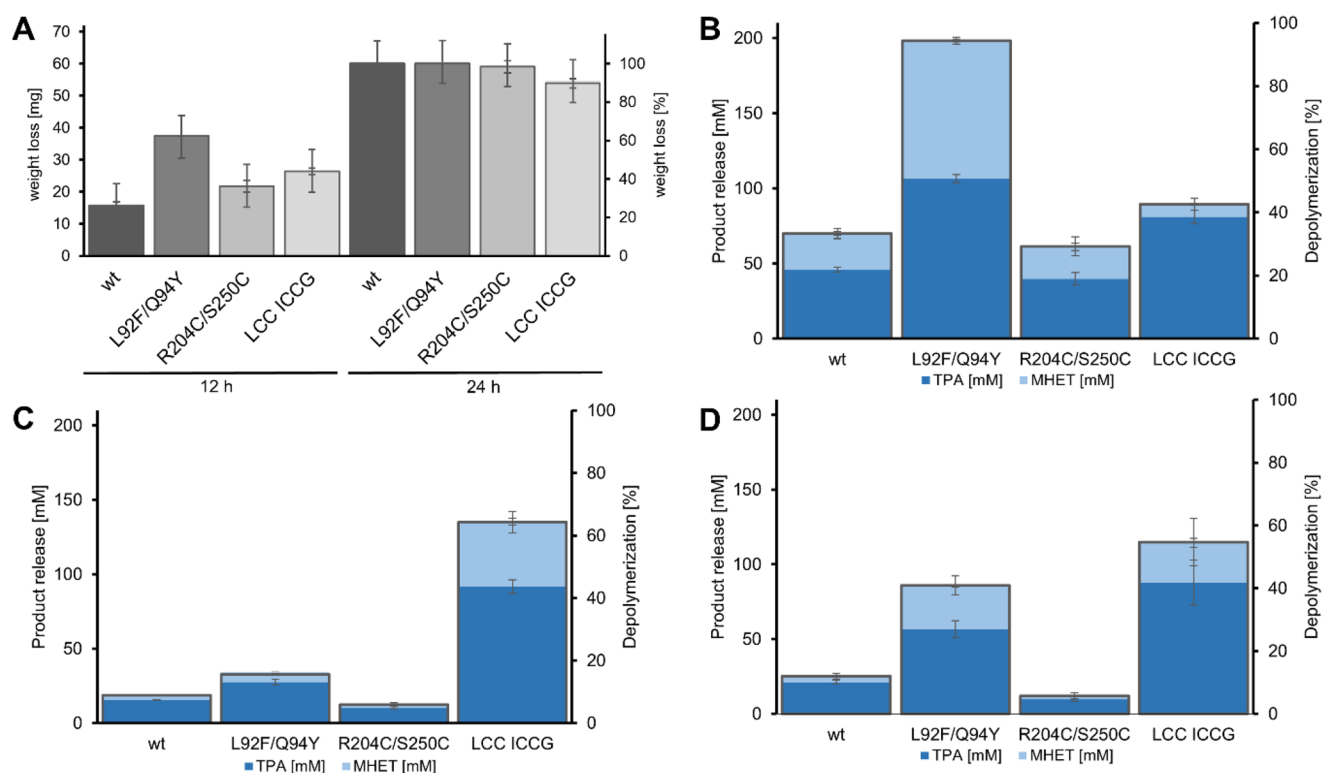 A
weight loss [mg]
70
60
50
40
30
20
10
0
100
80
60
40
20
0
weight loss [%]
wt
L92F/Q94Y
R204C/S250C
LCC ICCG
wt
L92F/Q94Y
R204C/S250C
LCC ICCG
12 h
24 h
B
Product release [mM]
200
150
100
50
0
100
80
60
40
20
0
Depolymerization [%]
wt
L92F/Q94Y
R204C/S250C
LCC ICCG
TPA [mM] MHET [mM]
C
Product release [mM]
200
150
100
50
0
100
80
60
40
20
0
Depolymerization [%]
wt
L92F/Q94Y
R204C/S250C
LCC ICCG
TPA [mM] MHET [mM]
D
Product release [mM]
200
150
100
50
0
100
80
60
40
20
0
Depolymerization [%]
wt
L92F/Q94Y
R204C/S250C
LCC ICCG
TPA [mM] MHET [mM]